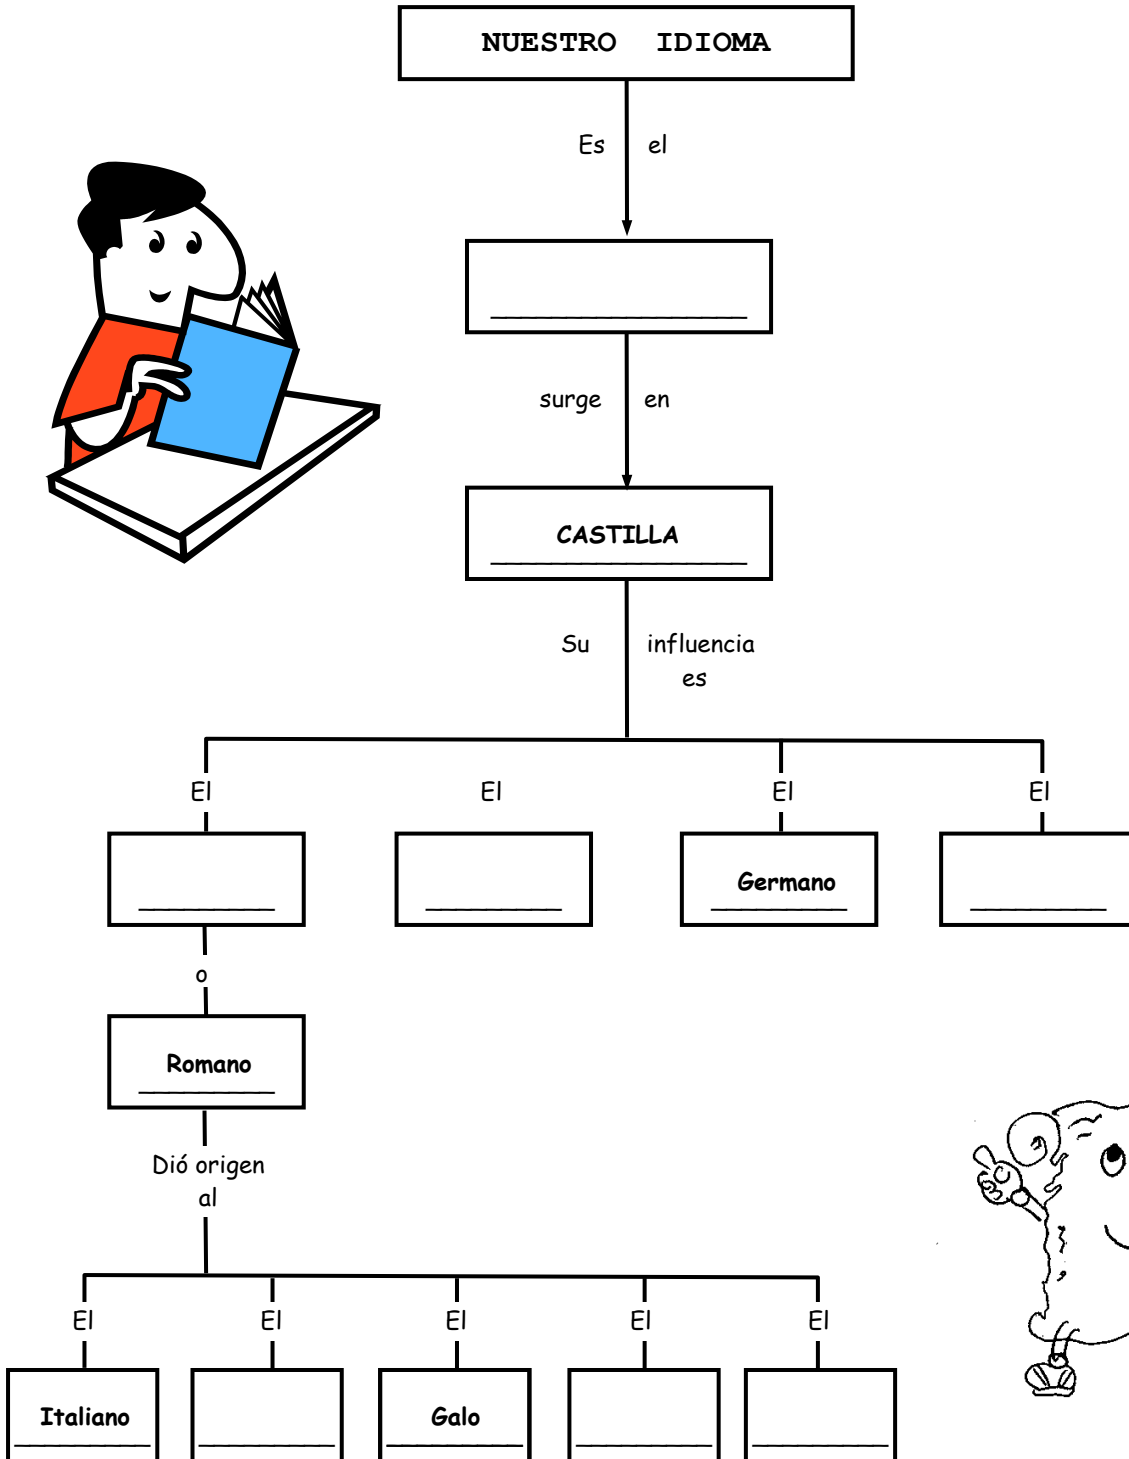 NUESTRO IDIOMA
Es el
surge en
CASTILLA
Su influencia
es
El El El El
Germano
o
Romano
Dió origen
al
El El El El El
Italiano Galo